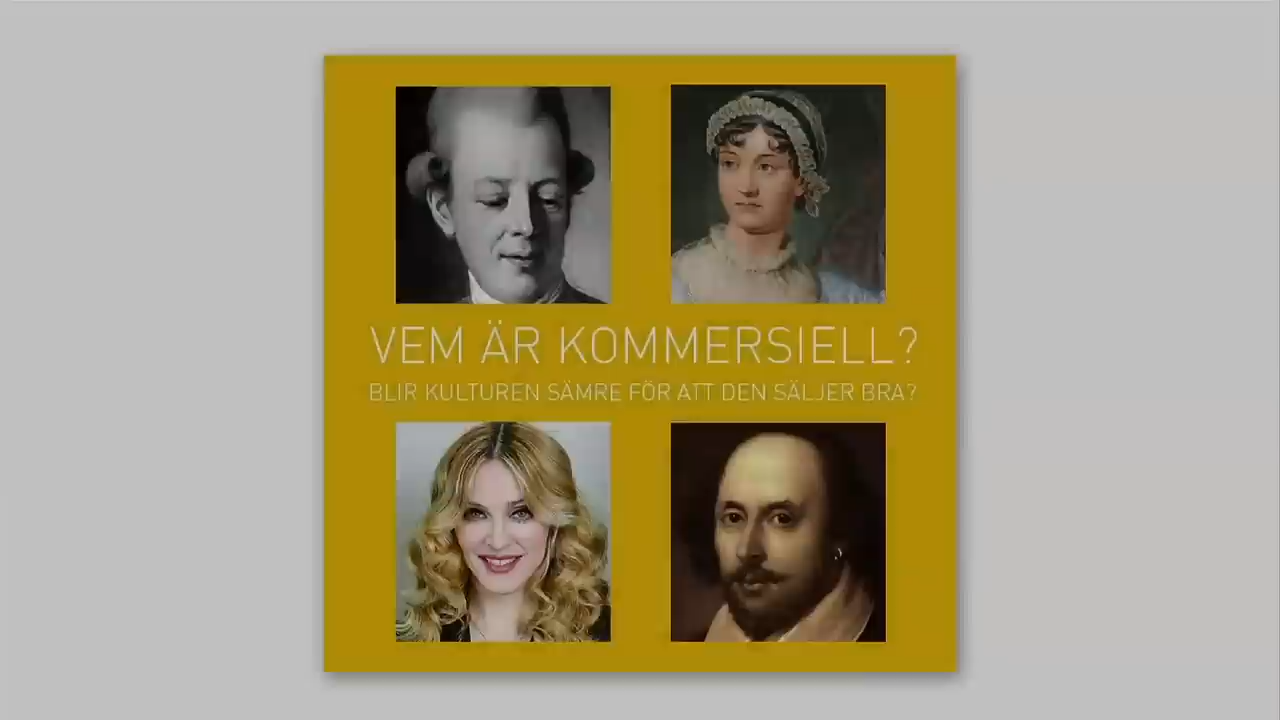 VEM ÄR KOMMERSIELL?
BLIR KULTUREN SÄMRE FÖR ATT DEN SÄLJER BRA?